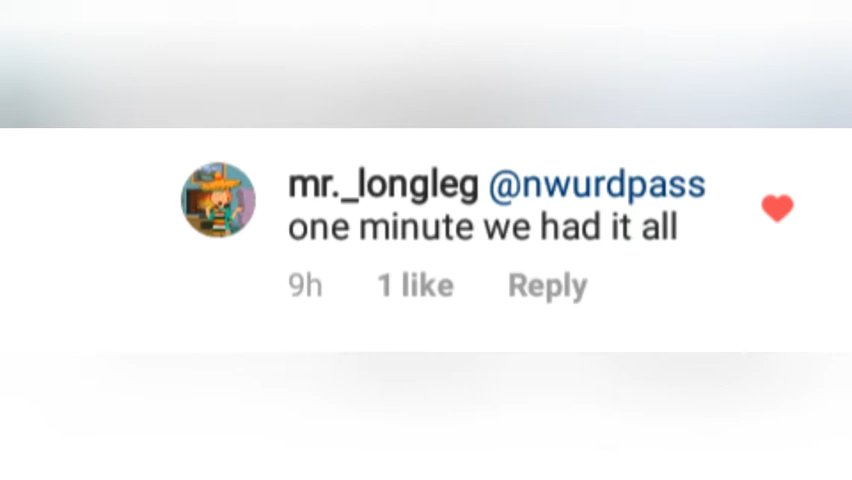 mr._longleg @nwurdpass
one minute we had it all
9h 1 like Reply